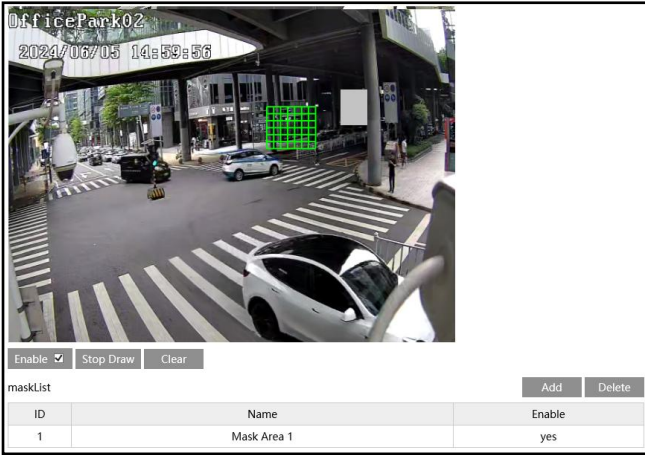 OfficePark02
2024/06/05 14:59:56
Enable Stop Draw Clear
maskList Add Delete
ID Name Enable
1 Mask Area 1 yes